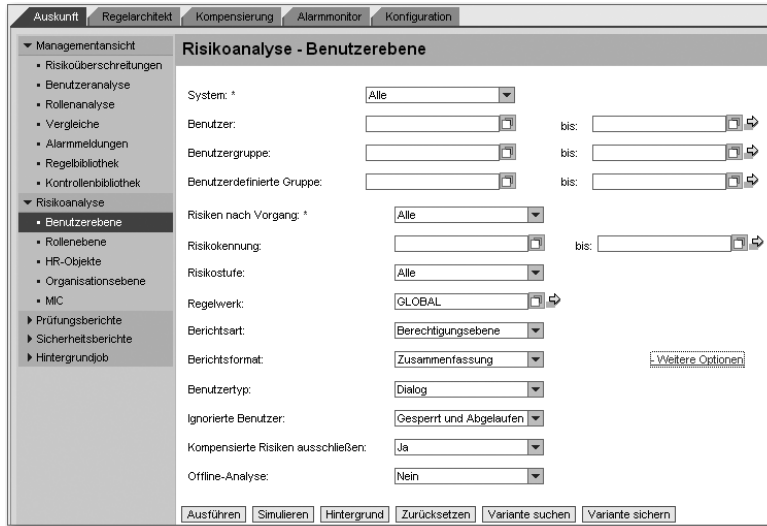 Auskunft Regelarchitekt Kompensierung Alarmmonitor Konfiguration
Managementansicht
Risikoüberschreitungen
Benutzeranalyse
Rollenanalyse
Vergleiche
Alarmmeldungen
Regelbibliothek
Kontrollenbibliothek
Risikoanalyse
Benutzerebene
Rollenebene
HR-Objekte
Organisationsebene
MIC
Prüfungsberichte
Sicherheitsberichte
Hintergrundjob
Risikoanalyse - Benutzerebene
System: * Alle
Benutzer: bis:
Benutzergruppe: bis:
Benutzerdefinierte Gruppe: bis:
Risiken nach Vorgang: * Alle
Risikokennung: bis:
Risikostufe: Alle
Regelwerk: GLOBAL
Berichtsart: Berechtigungsebene
Berichtsformat: Zusammenfassung - Weitere Optionen
Benutzertyp: Dialog
Ignorierte Benutzer: Gesperrt und Abgelaufen
Kompensierte Risiken ausschließen: Ja
Offline-Analyse: Nein
Ausführen Simulieren Hintergrund Zurücksetzen Variante suchen Variante sichern